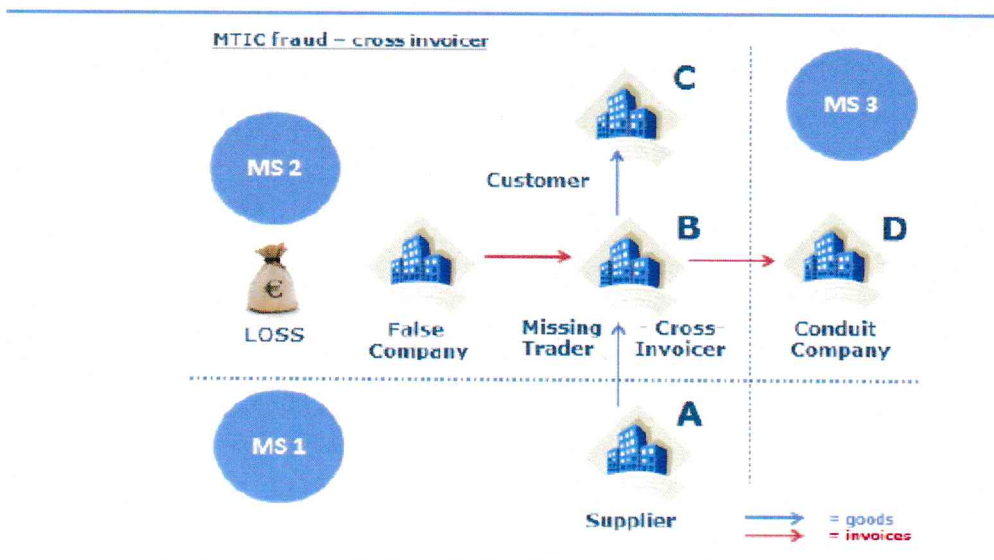 MTIC fraud – cross invoicer
C
MS 3
MS 2
Customer
B
D
€
LOSS
False
Company
Missing
Trader
- Cross-
Invoicer
Conduit
Company
A
MS 1
Supplier
= goods
= invoices